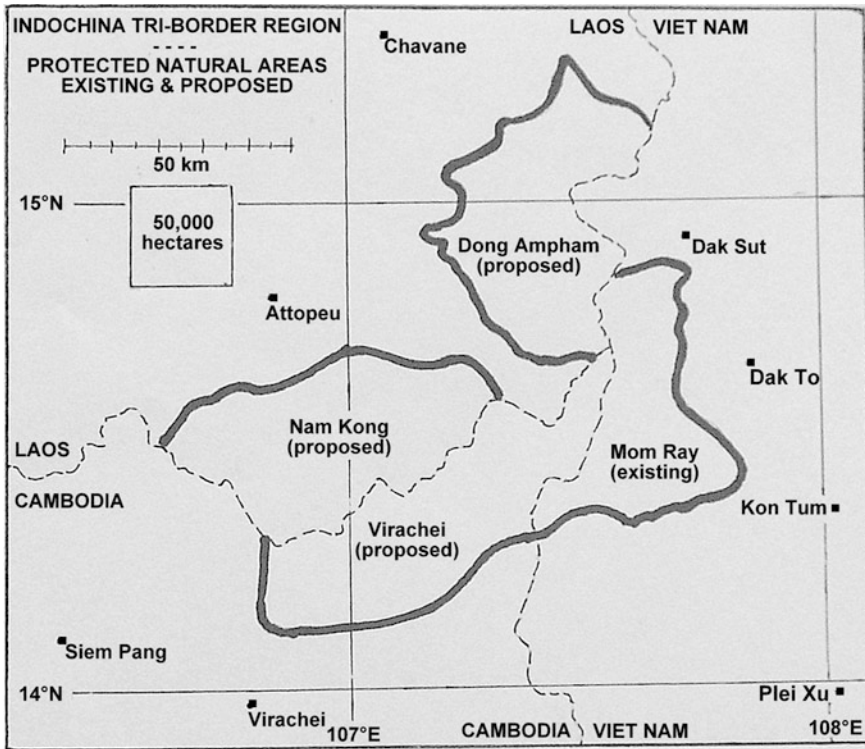 INDOCHINA TRI-BORDER REGION
- - - -
PROTECTED NATURAL AREAS
EXISTING & PROPOSED
50 km
50,000
hectares
LAOS
VIET NAM
Chavane
15°N
Dong Ampham
(proposed)
Dak Sut
Attopeu
Dak To
Nam Kong
(proposed)
Mom Ray
(existing)
LAOS
CAMBODIA
Kon Tum
Virachei
(proposed)
Siem Pang
14°N
Virachei
Plei Xu
107°E
CAMBODIA
VIET NAM
108°E